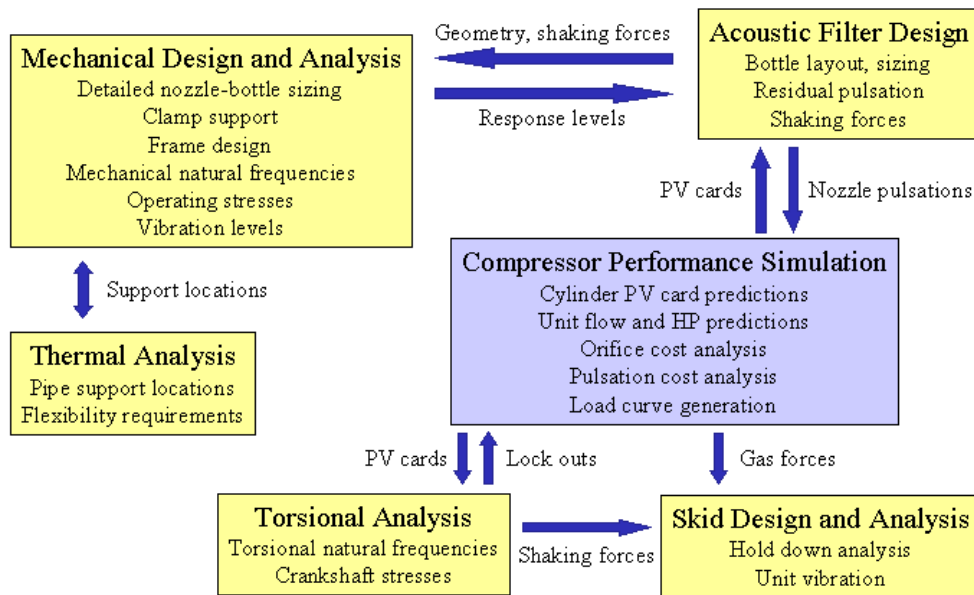 Mechanical Design and Analysis
Detailed nozzle-bottle sizing
Clamp support
Frame design
Mechanical natural frequencies
Operating stresses
Vibration levels
Geometry, shaking forces
Response levels
Acoustic Filter Design
Bottle layout, sizing
Residual pulsation
Shaking forces
PV cards
Nozzle pulsations
Support locations
Compressor Performance Simulation
Cylinder PV card predictions
Unit flow and HP predictions
Orifice cost analysis
Pulsation cost analysis
Load curve generation
Thermal Analysis
Pipe support locations
Flexibility requirements
PV cards
Lock outs
Gas forces
Torsional Analysis
Torsional natural frequencies
Crankshaft stresses
Shaking forces
Skid Design and Analysis
Hold down analysis
Unit vibration